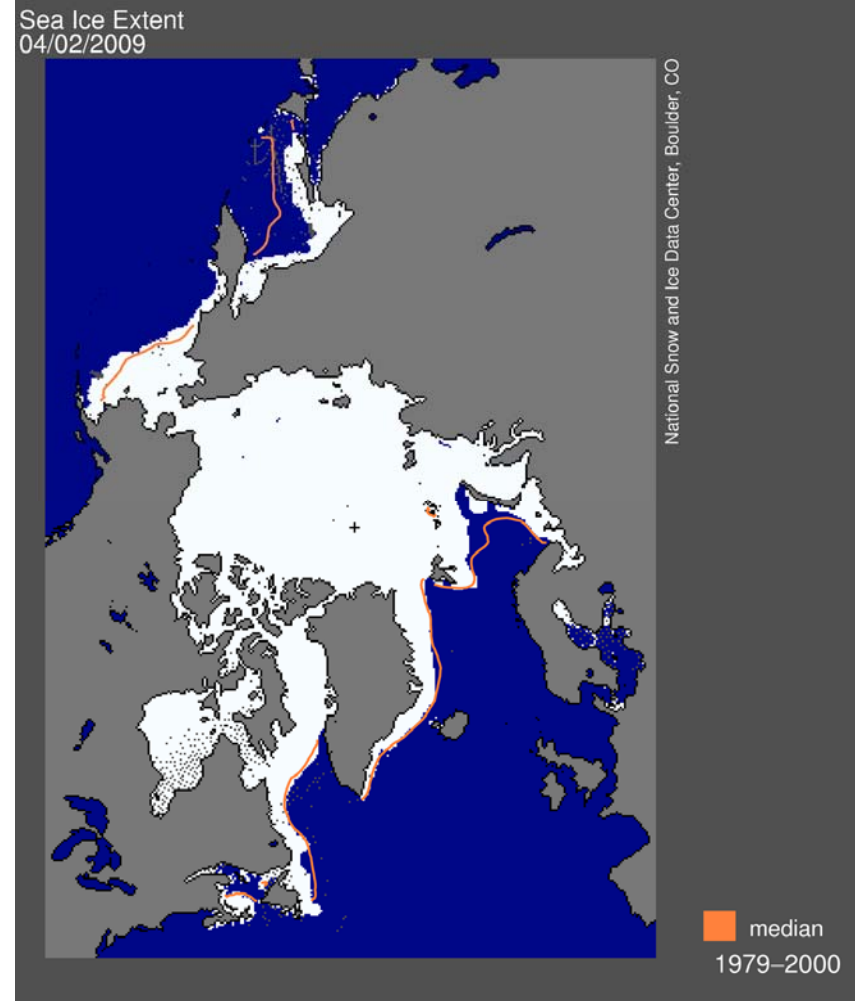 Sea Ice Extent
04/02/2009
National Snow and Ice Data Center, Boulder, CO
median
1979–2000